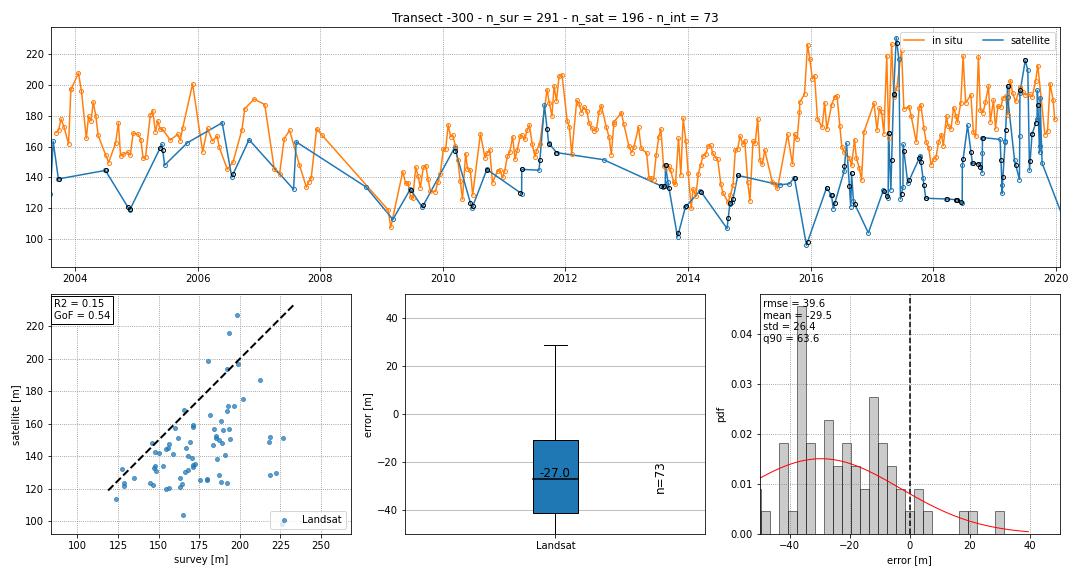 Transect -300 - n_sur = 291 - n_sat = 196 - n_int = 73
in situ
satellite
220
200
180
160
140
120
100
2004
2006
2008
2010
2012
2014
2016
2018
2020
R2 = 0.15
GoF = 0.54
satellite [m]
220
200
180
160
140
120
100
100
125
150
175
200
225
250
survey [m]
Landsat
error [m]
40
20
0
−20
−40
-27.0
n=73
Landsat
rmse = 39.6
mean = -29.5
std = 26.4
q90 = 63.6
pdf
0.04
0.03
0.02
0.01
0.00
−40
−20
0
20
40
error [m]